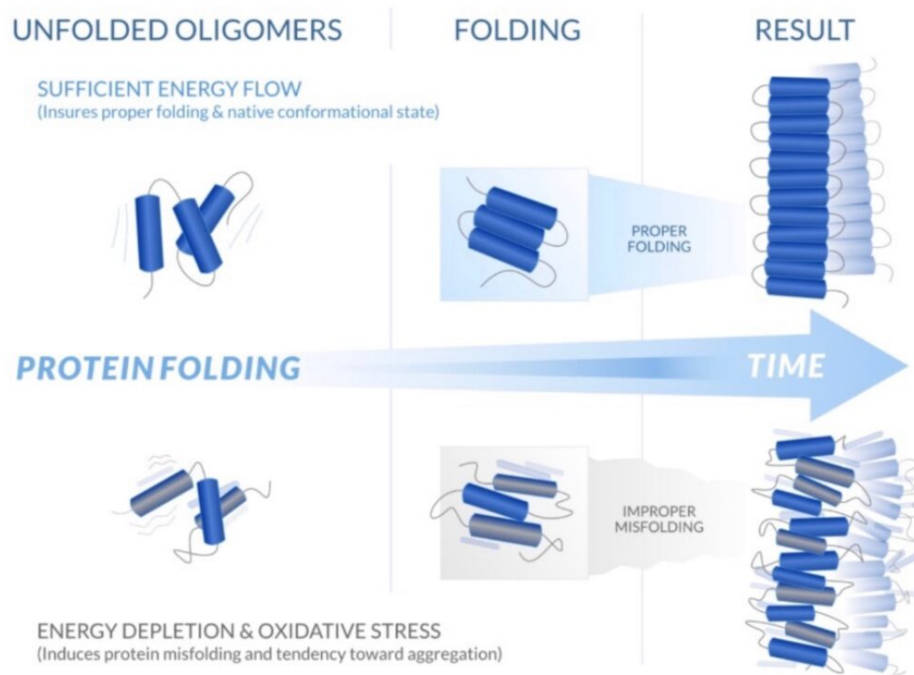 UNFOLDED OLIGOMERS
FOLDING
RESULT
SUFFICIENT ENERGY FLOW
(Insures proper folding & native conformational state)
PROPER
FOLDING
PROTEIN FOLDING
TIME
IMPROPER
MISFOLDING
ENERGY DEPLETION & OXIDATIVE STRESS
(Induces protein misfolding and tendency toward aggregation)